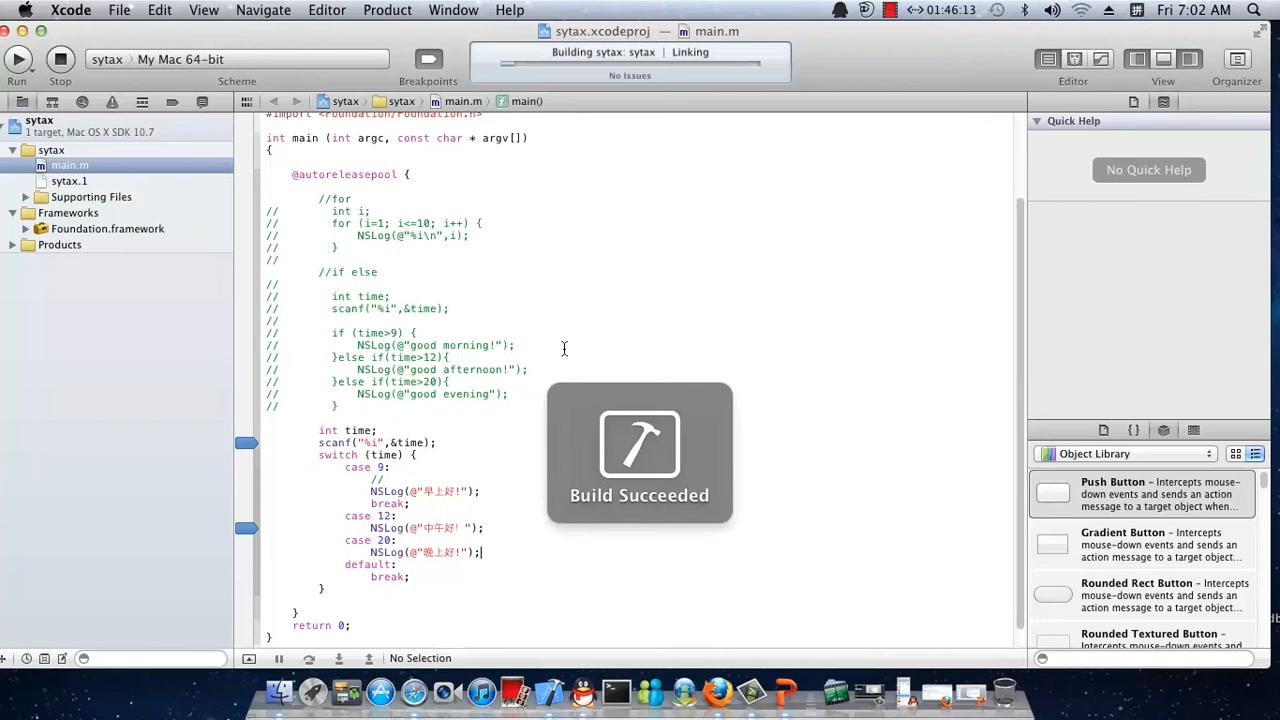 Xcode File Edit View Navigate Editor Product Window Help 01:46:13 拼 Fri 7:02 AM
sytax.xcodeproj — main.m
Run Stop sytax My Mac 64-bit Scheme Breakpoints
Building sytax: sytax Linking
No Issues
Editor View Organizer
sytax sytax main.m main()
Quick Help
No Quick Help
sytax
1 target, Mac OS X SDK 10.7
sytax
main.m
sytax.1
Supporting Files
Frameworks
Foundation.framework
Products
#import <Foundation/Foundation.h>
int main (int argc, const char * argv[])
{
@autoreleasepool {
//for
// int i;
// for (i=1; i<=10; i++) {
// NSLog(@"%i\n",i);
// }
//
//if else
//
// int time;
// scanf("%i",&time);
//
// if (time>9) {
// NSLog(@"good morning!");
// }else if(time>12){
// NSLog(@"good afternoon!");
// }else if(time>20){
// NSLog(@"good evening");
// }
int time;
scanf("%i",&time);
switch (time) {
case 9:
//
NSLog(@"早上好!");
break;
case 12:
NSLog(@"中午好！");
case 20:
NSLog(@"晚上好!");
default:
break;
}
}
return 0;
}
Build Succeeded
No Selection
Object Library
Push Button – Intercepts mouse-down events and sends an action message to a target object when...
Gradient Button – Intercepts mouse-down events and sends an action message to a target object...
Rounded Rect Button – Intercepts mouse-down events and sends an action message to a target object...
Rounded Textured Button –